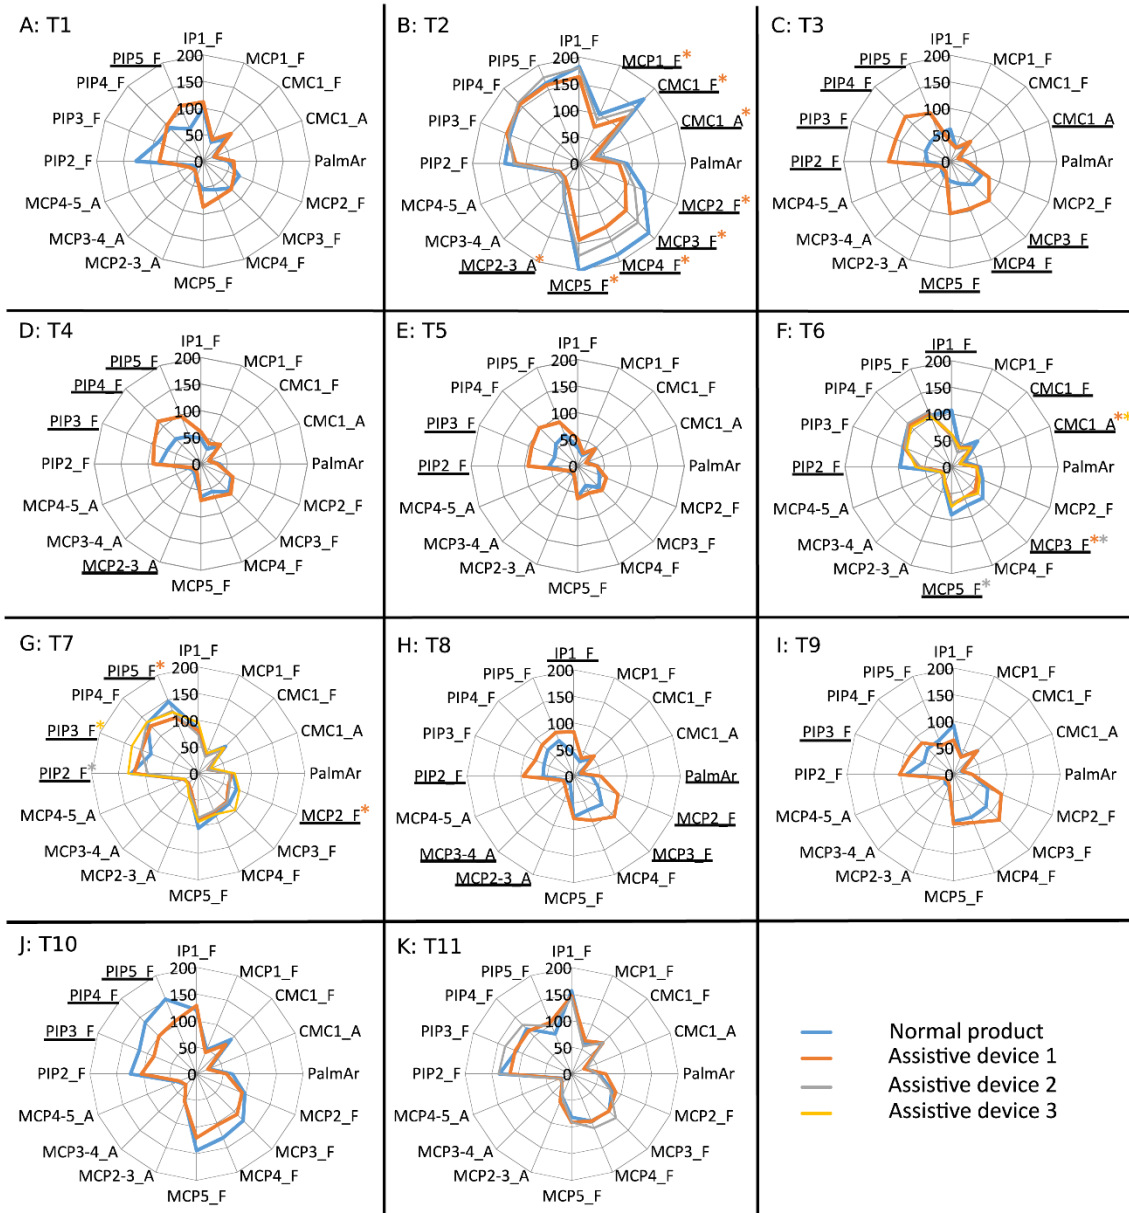 A: T1
IP1_F
200
150
100
50
0
MCP1_F
CMC1_F
CMC1_A
PalmAr
MCP2_F
MCP3_F
MCP4_F
MCP5_F
MCP2-3_A
MCP3-4_A
MCP4-5_A
PIP2_F
PIP3_F
PIP4_F
PIP5_F
B: T2
IP1_F
200
150
100
50
0
MCP1_F*
CMC1_F*
CMC1_A*
PalmAr
MCP2_F*
MCP3_F*
MCP4_F*
MCP5_F*
MCP2-3_A*
MCP3-4_A
MCP4-5_A
PIP2_F
PIP3_F
PIP4_F
PIP5_F
C: T3
IP1_F
200
150
100
50
0
MCP1_F
CMC1_F
CMC1_A
PalmAr
MCP2_F
MCP3_F
MCP4_F
MCP5_F
MCP2-3_A
MCP3-4_A
MCP4-5_A
PIP2_F
PIP3_F
PIP4_F
PIP5_F
D: T4
IP1_F
200
150
100
50
0
MCP1_F
CMC1_F
CMC1_A
PalmAr
MCP2_F
MCP3_F
MCP4_F
MCP5_F
MCP2-3_A
MCP3-4_A
MCP4-5_A
PIP2_F
PIP3_F
PIP4_F
PIP5_F
E: T5
IP1_F
200
150
100
50
0
MCP1_F
CMC1_F
CMC1_A
PalmAr
MCP2_F
MCP3_F
MCP4_F
MCP5_F
MCP2-3_A
MCP3-4_A
MCP4-5_A
PIP2_F
PIP3_F
PIP4_F
PIP5_F
F: T6
IP1_F
200
150
100
50
0
MCP1_F
CMC1_F
CMC1_A**
PalmAr
MCP2_F
MCP3_F**
MCP4_F
MCP5_F*
MCP2-3_A
MCP3-4_A
MCP4-5_A
PIP2_F
PIP3_F
PIP4_F
PIP5_F
G: T7
IP1_F
200
150
100
50
0
MCP1_F
CMC1_F
CMC1_A
PalmAr
MCP2_F*
MCP3_F
MCP4_F
MCP5_F
MCP2-3_A
MCP3-4_A
MCP4-5_A
PIP2_F*
PIP3_F*
PIP4_F
PIP5_F*
H: T8
IP1_F
200
150
100
50
0
MCP1_F
CMC1_F
CMC1_A
PalmAr
MCP2_F
MCP3_F
MCP4_F
MCP5_F
MCP2-3_A
MCP3-4_A
MCP4-5_A
PIP2_F
PIP3_F
PIP4_F
PIP5_F
I: T9
IP1_F
200
150
100
50
0
MCP1_F
CMC1_F
CMC1_A
PalmAr
MCP2_F
MCP3_F
MCP4_F
MCP5_F
MCP2-3_A
MCP3-4_A
MCP4-5_A
PIP2_F
PIP3_F
PIP4_F
PIP5_F
J: T10
IP1_F
200
150
100
50
0
MCP1_F
CMC1_F
CMC1_A
PalmAr
MCP2_F
MCP3_F
MCP4_F
MCP5_F
MCP2-3_A
MCP3-4_A
MCP4-5_A
PIP2_F
PIP3_F
PIP4_F
PIP5_F
K: T11
IP1_F
200
150
100
50
0
MCP1_F
CMC1_F
CMC1_A
PalmAr
MCP2_F
MCP3_F
MCP4_F
MCP5_F
MCP2-3_A
MCP3-4_A
MCP4-5_A
PIP2_F
PIP3_F
PIP4_F
PIP5_F
Normal product
Assistive device 1
Assistive device 2
Assistive device 3